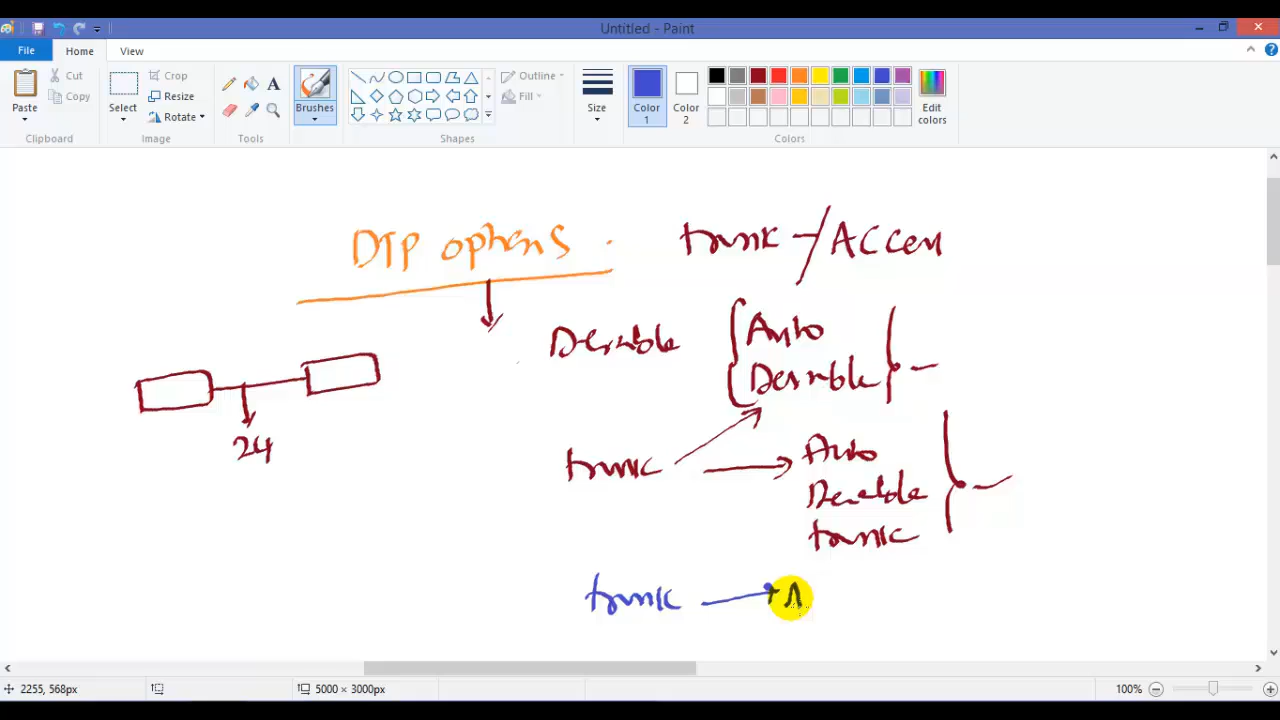 Untitled - Paint
File Home View
Paste
Cut
Copy
Clipboard
Select
Crop
Resize
Rotate
Image
A
Tools
Brushes
Outline
Fill
Shapes
Size
Color 1
Color 2
Edit colors
Colors
DTP options. trunk / Access
Desirable Auto
Desirable
24
trunk Auto
Desirable
trunk
trunk A
2255, 568px
5000 × 3000px
100%